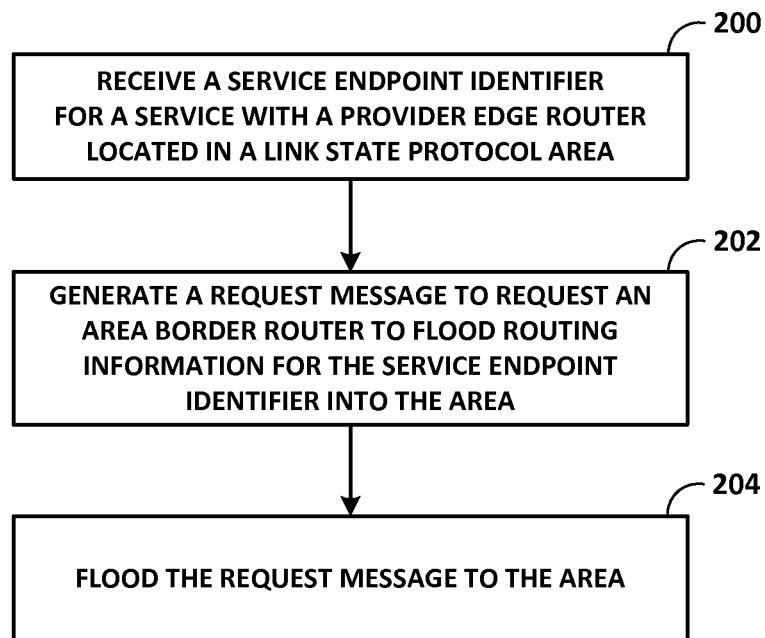 200
RECEIVE A SERVICE ENDPOINT IDENTIFIER
FOR A SERVICE WITH A PROVIDER EDGE ROUTER
LOCATED IN A LINK STATE PROTOCOL AREA
202
GENERATE A REQUEST MESSAGE TO REQUEST AN
AREA BORDER ROUTER TO FLOOD ROUTING
INFORMATION FOR THE SERVICE ENDPOINT
IDENTIFIER INTO THE AREA
204
FLOOD THE REQUEST MESSAGE TO THE AREA